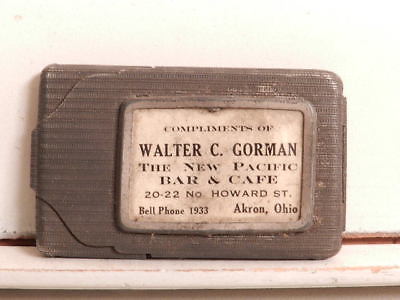 COMPLIMENTS OF
WALTER C. GORMAN
THE NEW PACIFIC
BAR & CAFE
20-22 NO. HOWARD ST.
Bell Phone 1933 Akron, Ohio